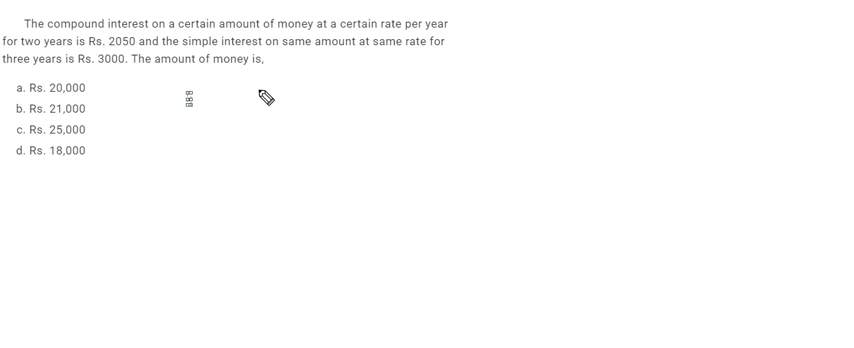 The compound interest on a certain amount of money at a certain rate per year
for two years is Rs. 2050 and the simple interest on same amount at same rate for
three years is Rs. 3000. The amount of money is,
a. Rs. 20,000
b. Rs. 21,000
c. Rs. 25,000
d. Rs. 18,000